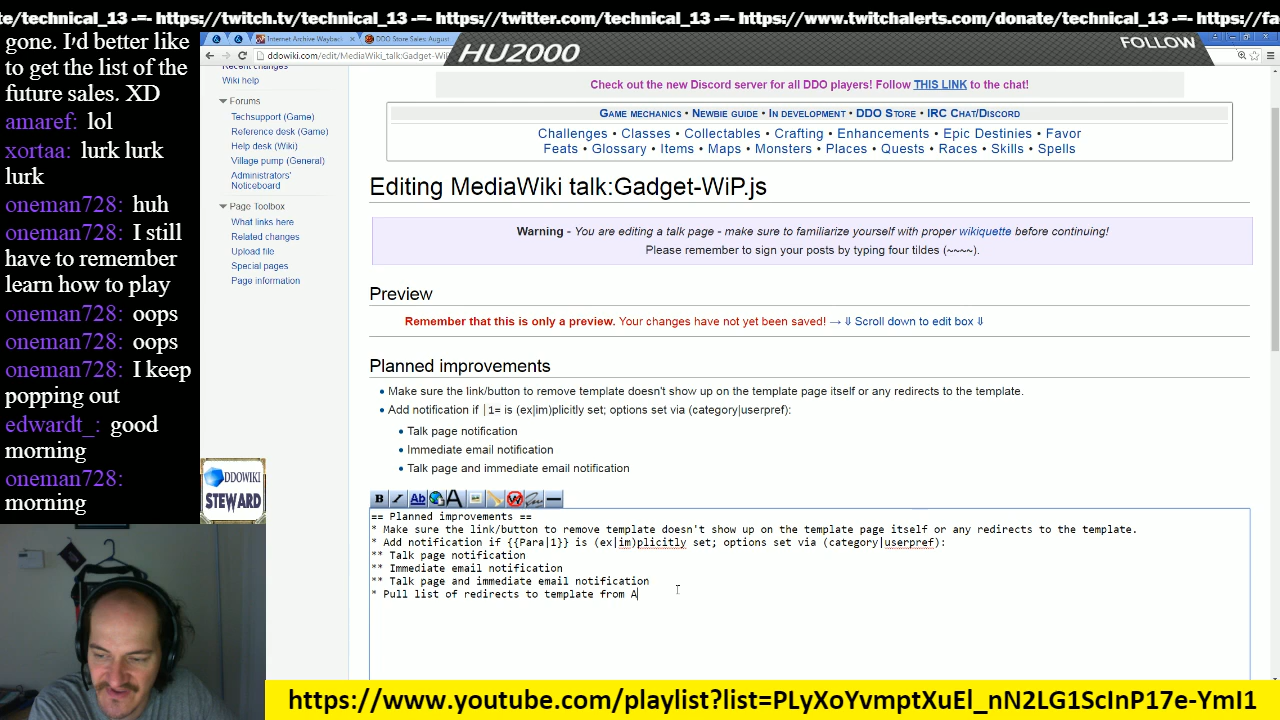 te/technical_13 -=- https://twitch.tv/technical_13 -=- https://twitter.com/technical_13 -=- https://www.twitchalerts.com/donate/technical_13 -=- https://fa
gone. I'd better like
to get the list of the
future sales. XD
amaref: lol
xortaa: lurk lurk
lurk
oneman728: huh
oneman728: I still
have to remember
learn how to play
oneman728: oops
oneman728: oops
oneman728: I keep
popping out
edwardt_: good
morning
oneman728:
morning
Internet Archive Wayba
DDO Store Sales: August
ddowiki.com/edit/MediaWiki_talk:Gadget-Wi
HU2000
FOLLOW
Recent changes
Wiki help
Forums
Techsupport (Game)
Reference desk (Game)
Help desk (Wiki)
Village pump (General)
Administrators'
Noticeboard
Page Toolbox
What links here
Related changes
Upload file
Special pages
Page information
DDOWIKI
STEWARD
Check out the new Discord server for all DDO players! Follow THIS LINK to the chat!
Game mechanics • Newbie guide • In development • DDO Store • IRC Chat/Discord
Challenges • Classes • Collectables • Crafting • Enhancements • Epic Destinies • Favor
Feats • Glossary • Items • Maps • Monsters • Places • Quests • Races • Skills • Spells
Editing MediaWiki talk:Gadget-WiP.js
Warning - You are editing a talk page - make sure to familiarize yourself with proper wikiquette before continuing!
Please remember to sign your posts by typing four tildes (~~~~).
Preview
Remember that this is only a preview. Your changes have not yet been saved! → ⇓ Scroll down to edit box ⇓
Planned improvements
• Make sure the link/button to remove template doesn't show up on the template page itself or any redirects to the template.
• Add notification if |1= is (ex|im)plicitly set; options set via (category|userpref):
• Talk page notification
• Immediate email notification
• Talk page and immediate email notification
B I Ab A
== Planned improvements ==
* Make sure the link/button to remove template doesn't show up on the template page itself or any redirects to the template.
* Add notification if {{Para|1}} is (ex|im)plicitly set; options set via (category|userpref):
** Talk page notification
** Immediate email notification
** Talk page and immediate email notification
* Pull list of redirects to template from A
https://www.youtube.com/playlist?list=PLyXoYvmptXuEl_nN2LG1ScInP17e-YmI1